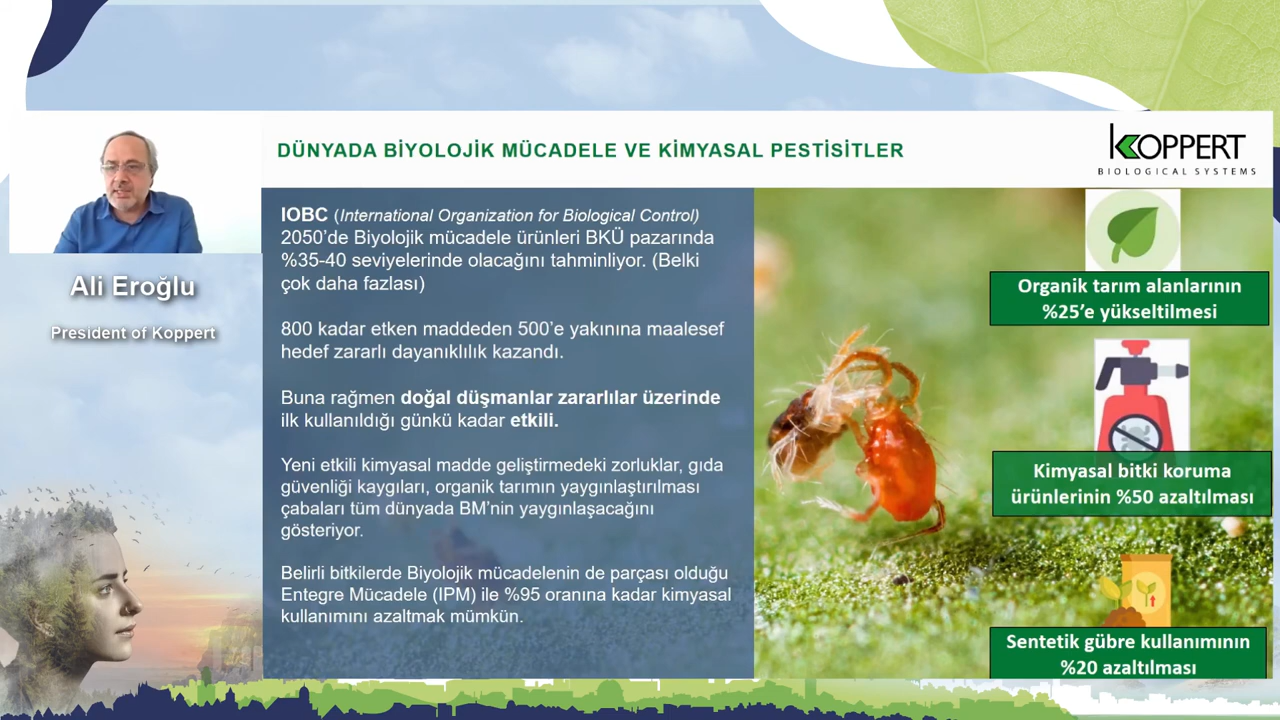 DÜNYADA BİYOLOJİK MÜCADELE VE KİMYASAL PESTİSİTLER
KOPPERT
BIOLOGICAL SYSTEMS
Ali Eroğlu
President of Koppert
IOBC (International Organization for Biological Control)
2050’de Biyolojik mücadele ürünleri BKÜ pazarında
%35-40 seviyelerinde olacağını tahminliyor. (Belki
çok daha fazlası)
800 kadar etken maddeden 500’e yakınına maalesef
hedef zararlı dayanıklılık kazandı.
Buna rağmen doğal düşmanlar zararlılar üzerinde
ilk kullanıldığı günkü kadar etkili.
Yeni etkili kimyasal madde geliştirmedeki zorluklar, gıda
güvenliği kaygıları, organik tarımın yaygınlaştırılması
çabaları tüm dünyada BM’nin yaygınlaşacağını
gösteriyor.
Belirli bitkilerde Biyolojik mücadelenin de parçası olduğu
Entegre Mücadele (IPM) ile %95 oranına kadar kimyasal
kullanımını azaltmak mümkün.
Organik tarım alanlarının
%25’e yükseltilmesi
Kimyasal bitki koruma
ürünlerinin %50 azaltılması
Sentetik gübre kullanımının
%20 azaltılması